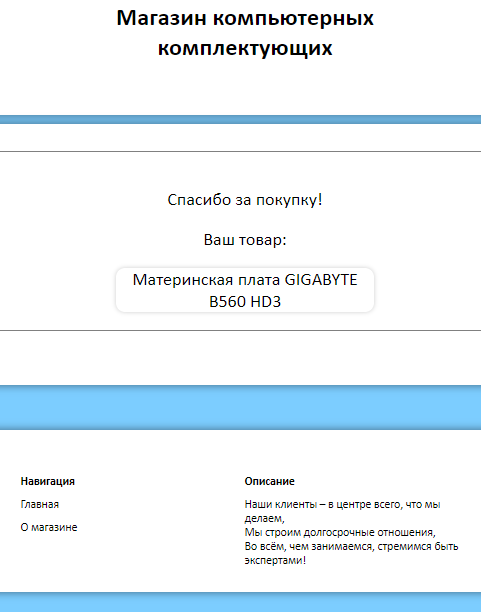 Магазин компьютерных
комплектующих
Спасибо за покупку!
Ваш товар:
Материнская плата GIGABYTE
B560 HD3
Навигация
Главная
О магазине
Описание
Наши клиенты – в центре всего, что мы
делаем,
Мы строим долгосрочные отношения,
Во всём, чем занимаемся, стремимся быть
экспертами!